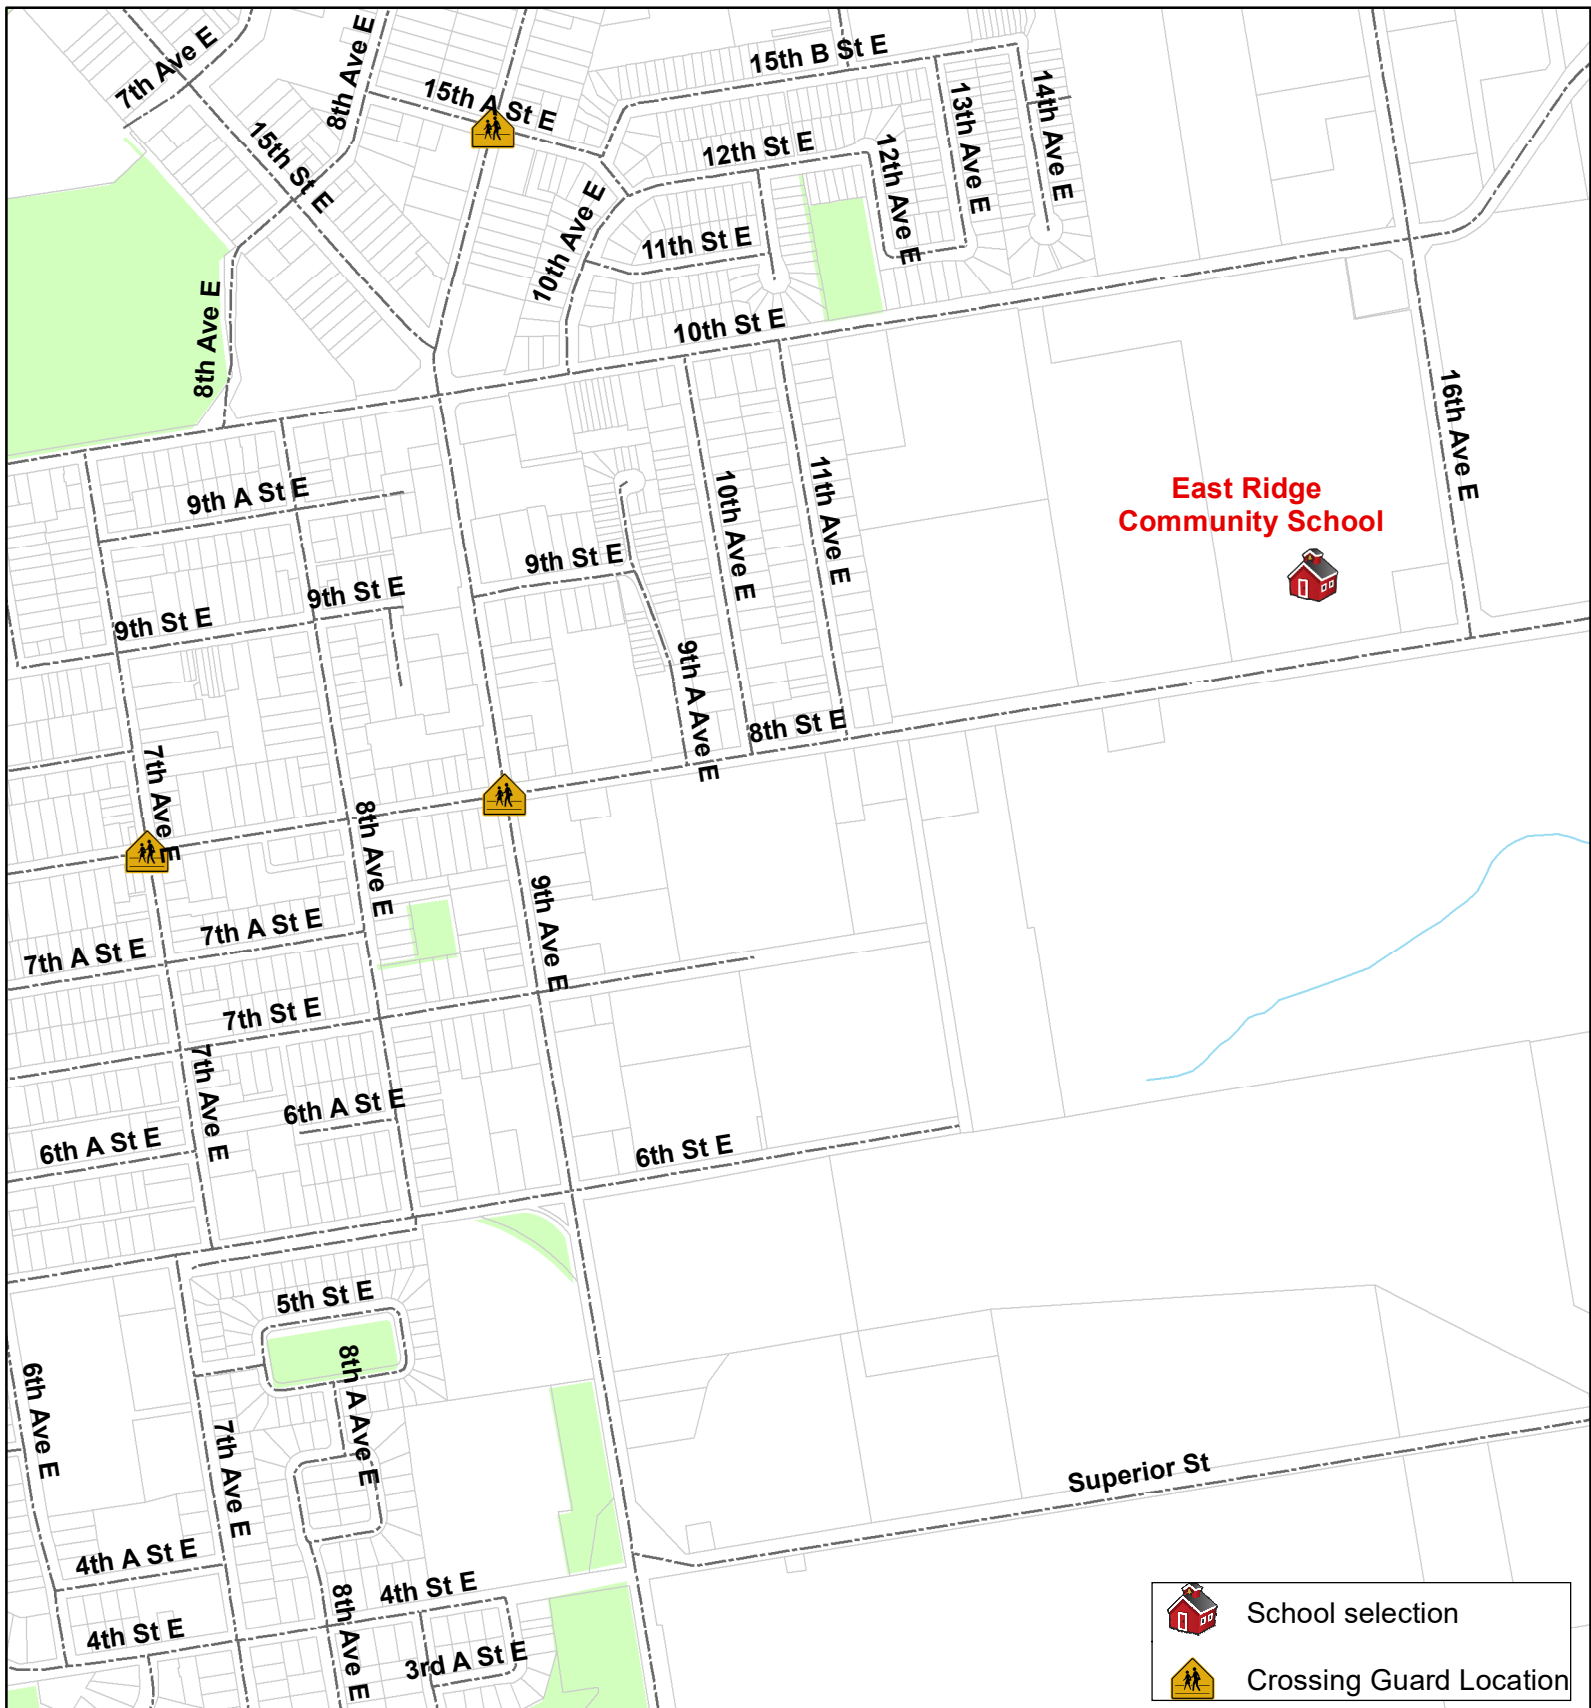 7th Ave E
8th Ave E
15th A St E
15th B St E
15th St E
12th St E
12th Ave E
13th Ave E
14th Ave E
10th Ave E
11th St E
8th Ave E
10th St E
16th Ave E
9th A St E
10th Ave E
11th Ave E
East Ridge
Community School
9th St E
9th St E
9th St E
9th A Ave E
8th St E
7th Ave E
8th Ave E
9th Ave E
7th A St E
7th A St E
7th St E
7th Ave E
6th A St E
6th A St E
6th St E
5th St E
8th A Ave E
6th Ave E
7th Ave E
Superior St
4th A St E
4th St E
8th Ave E
4th St E
3rd A St E
School selection
Crossing Guard Location